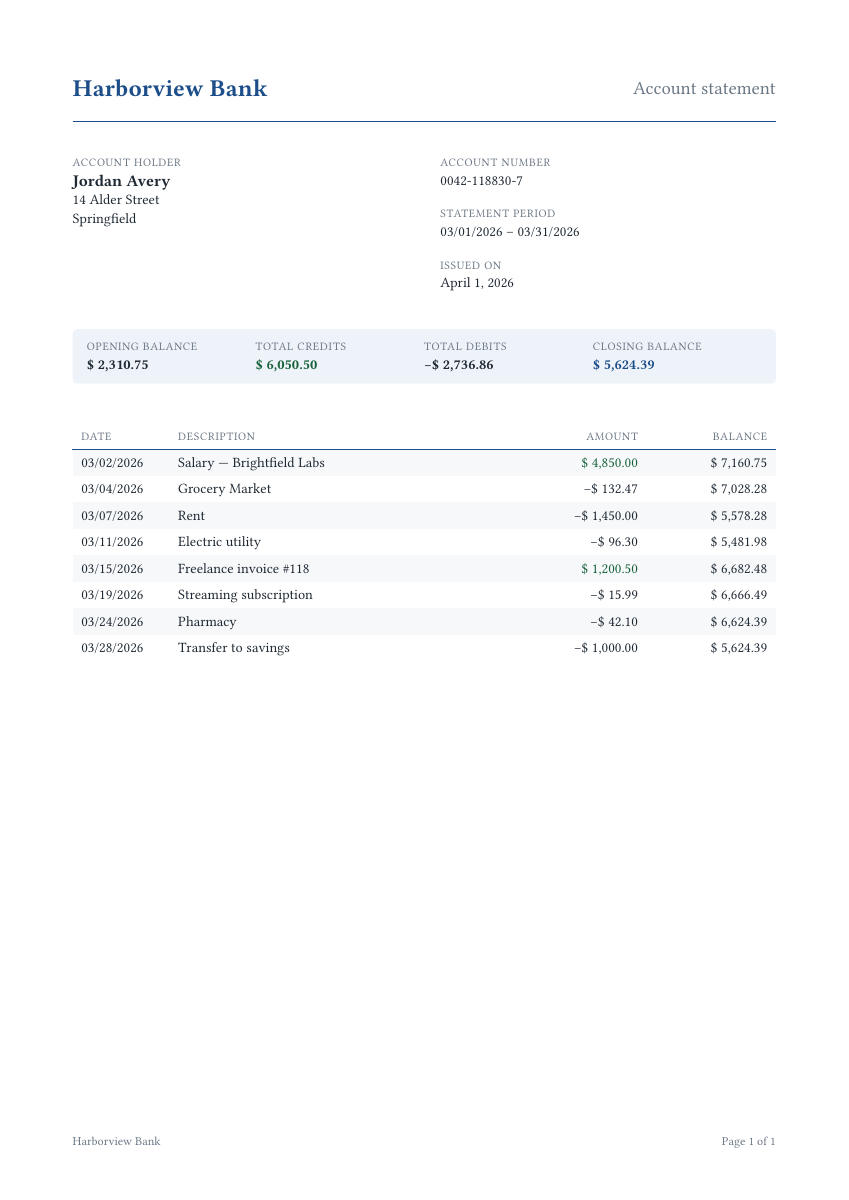 Harborview Bank
Account statement
ACCOUNT HOLDER
Jordan Avery
14 Alder Street
Springfield
ACCOUNT NUMBER
0042-118830-7
STATEMENT PERIOD
03/01/2026 – 03/31/2026
ISSUED ON
April 1, 2026
OPENING BALANCE TOTAL CREDITS TOTAL DEBITS CLOSING BALANCE
$ 2,310.75 $ 6,050.50 −$ 2,736.86 $ 5,624.39
DATE DESCRIPTION AMOUNT BALANCE
03/02/2026 Salary — Brightfield Labs $ 4,850.00 $ 7,160.75
03/04/2026 Grocery Market −$ 132.47 $ 7,028.28
03/07/2026 Rent −$ 1,450.00 $ 5,578.28
03/11/2026 Electric utility −$ 96.30 $ 5,481.98
03/15/2026 Freelance invoice #118 $ 1,200.50 $ 6,682.48
03/19/2026 Streaming subscription −$ 15.99 $ 6,666.49
03/24/2026 Pharmacy −$ 42.10 $ 6,624.39
03/28/2026 Transfer to savings −$ 1,000.00 $ 5,624.39
Harborview Bank Page 1 of 1